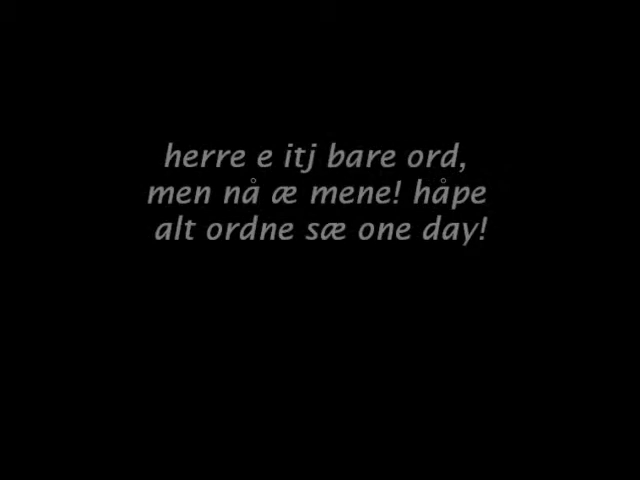 herre e itj bare ord,
men nå æ mene! håpe
alt ordne sæ one day!